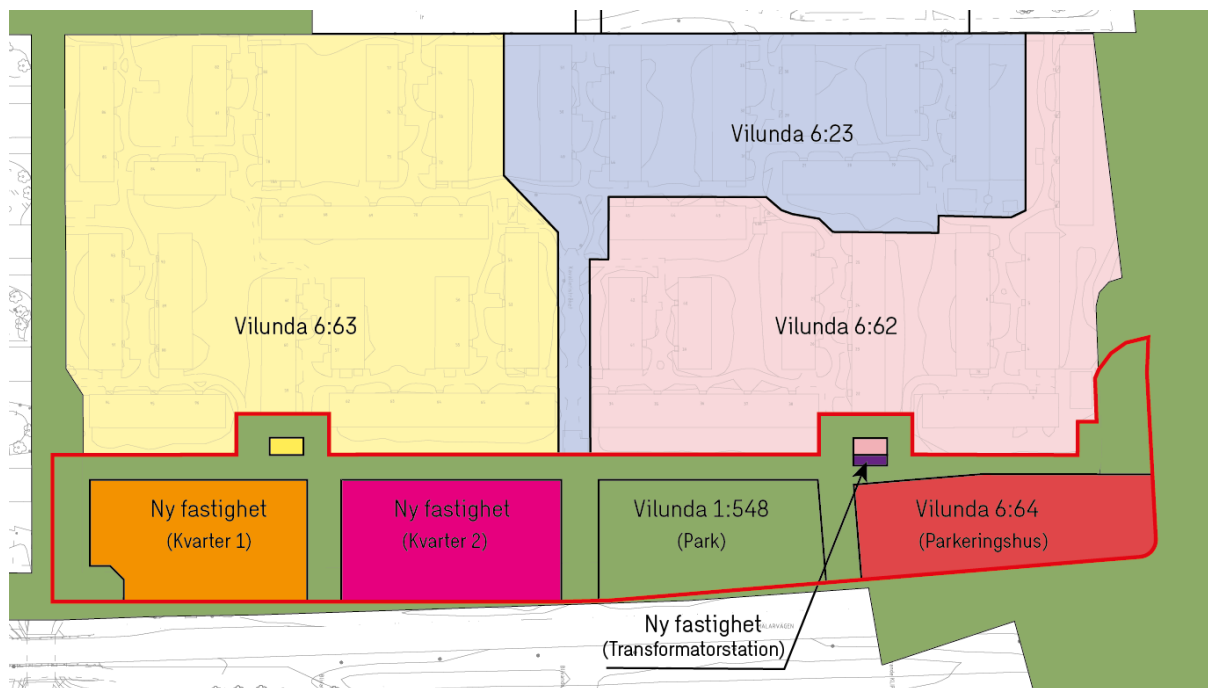 Vilunda 6:23
Vilunda 6:63
Vilunda 6:62
Ny fastighet
(Kvarter 1)
Ny fastighet
(Kvarter 2)
Vilunda 1:548
(Park)
Vilunda 6:64
(Parkeringshus)
Ny fastighet
(Transformatorstation)